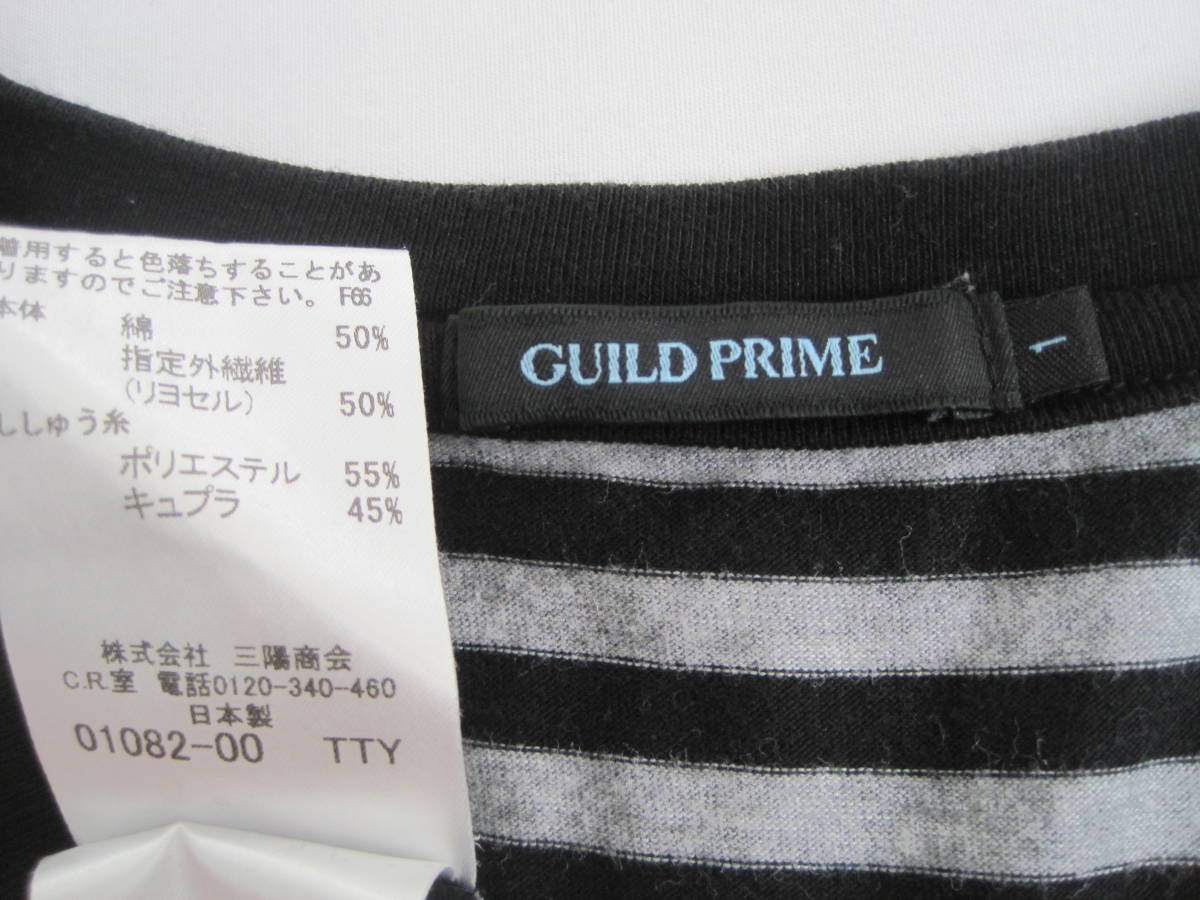 着用すると色落ちすることがあ
りますのでご注意下さい。 F66
本体
綿 50%
指定外繊維
(リヨセル) 50%
ししゅう糸
ポリエステル 55%
キュプラ 45%
株式会社 三陽商会
C.R.室 電話0120-340-460
日本製
01082-00 TTY
GUILD PRIME
1